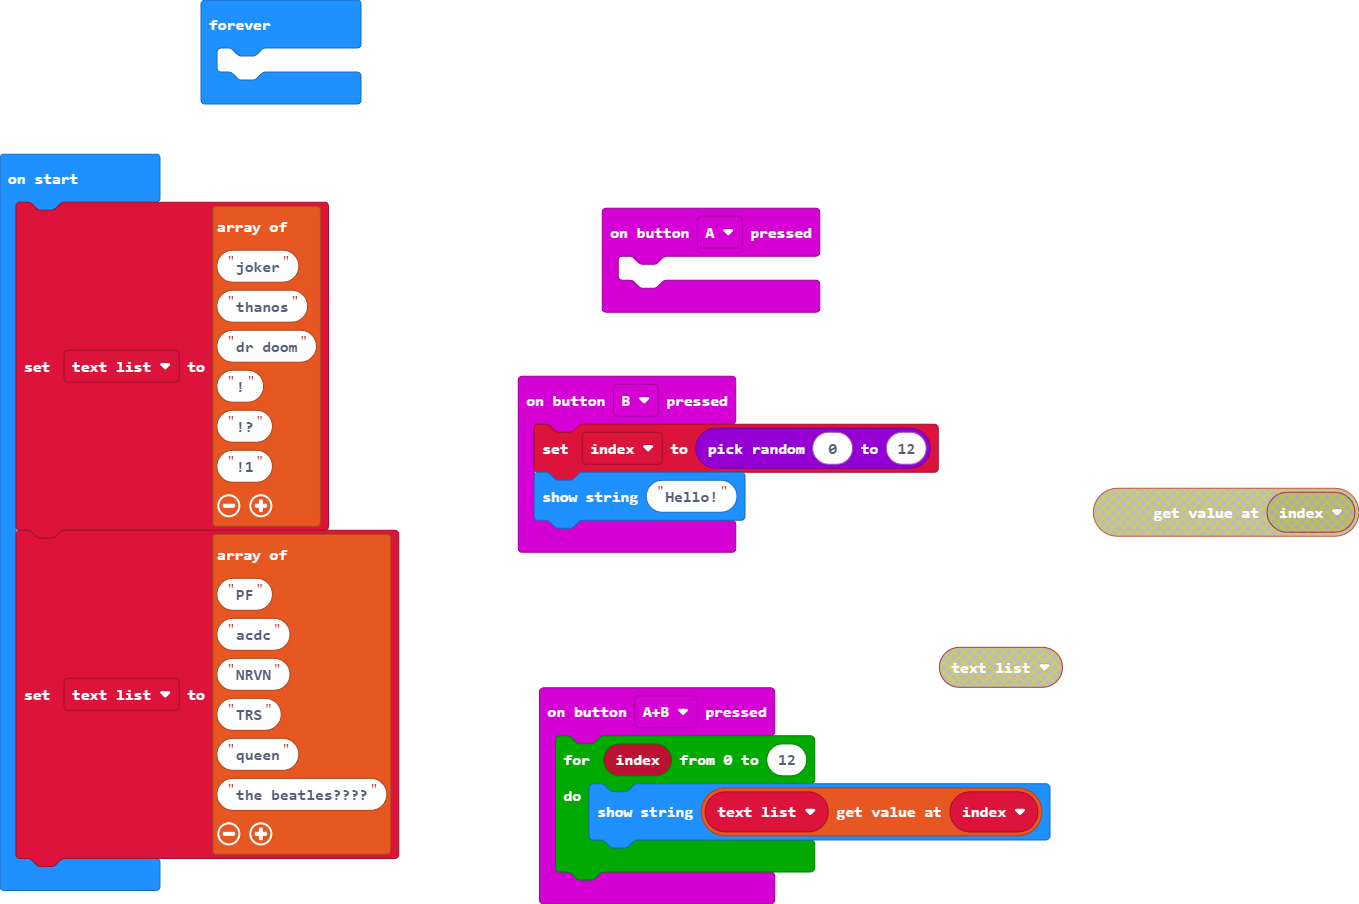 forever
on start
set text list to array of
"joker"
"thanos"
"dr doom"
"!"
"!?"
"!1"
set text list to array of
"PF"
"acdc"
"NRVN"
"TRS"
"queen"
"the beatles????"
on button A pressed
on button B pressed
set index to pick random 0 to 12
show string "Hello!"
get value at index
text list
on button A+B pressed
for index from 0 to 12
do
show string text list get value at index